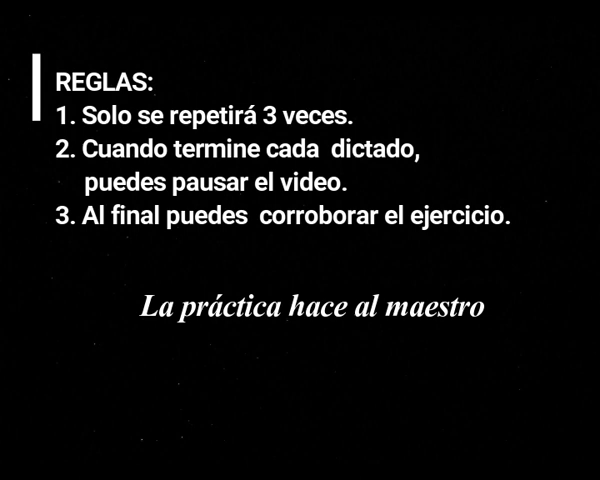 REGLAS:
1. Solo se repetirá 3 veces.
2. Cuando termine cada dictado,
puedes pausar el video.
3. Al final puedes corroborar el ejercicio.
La práctica hace al maestro